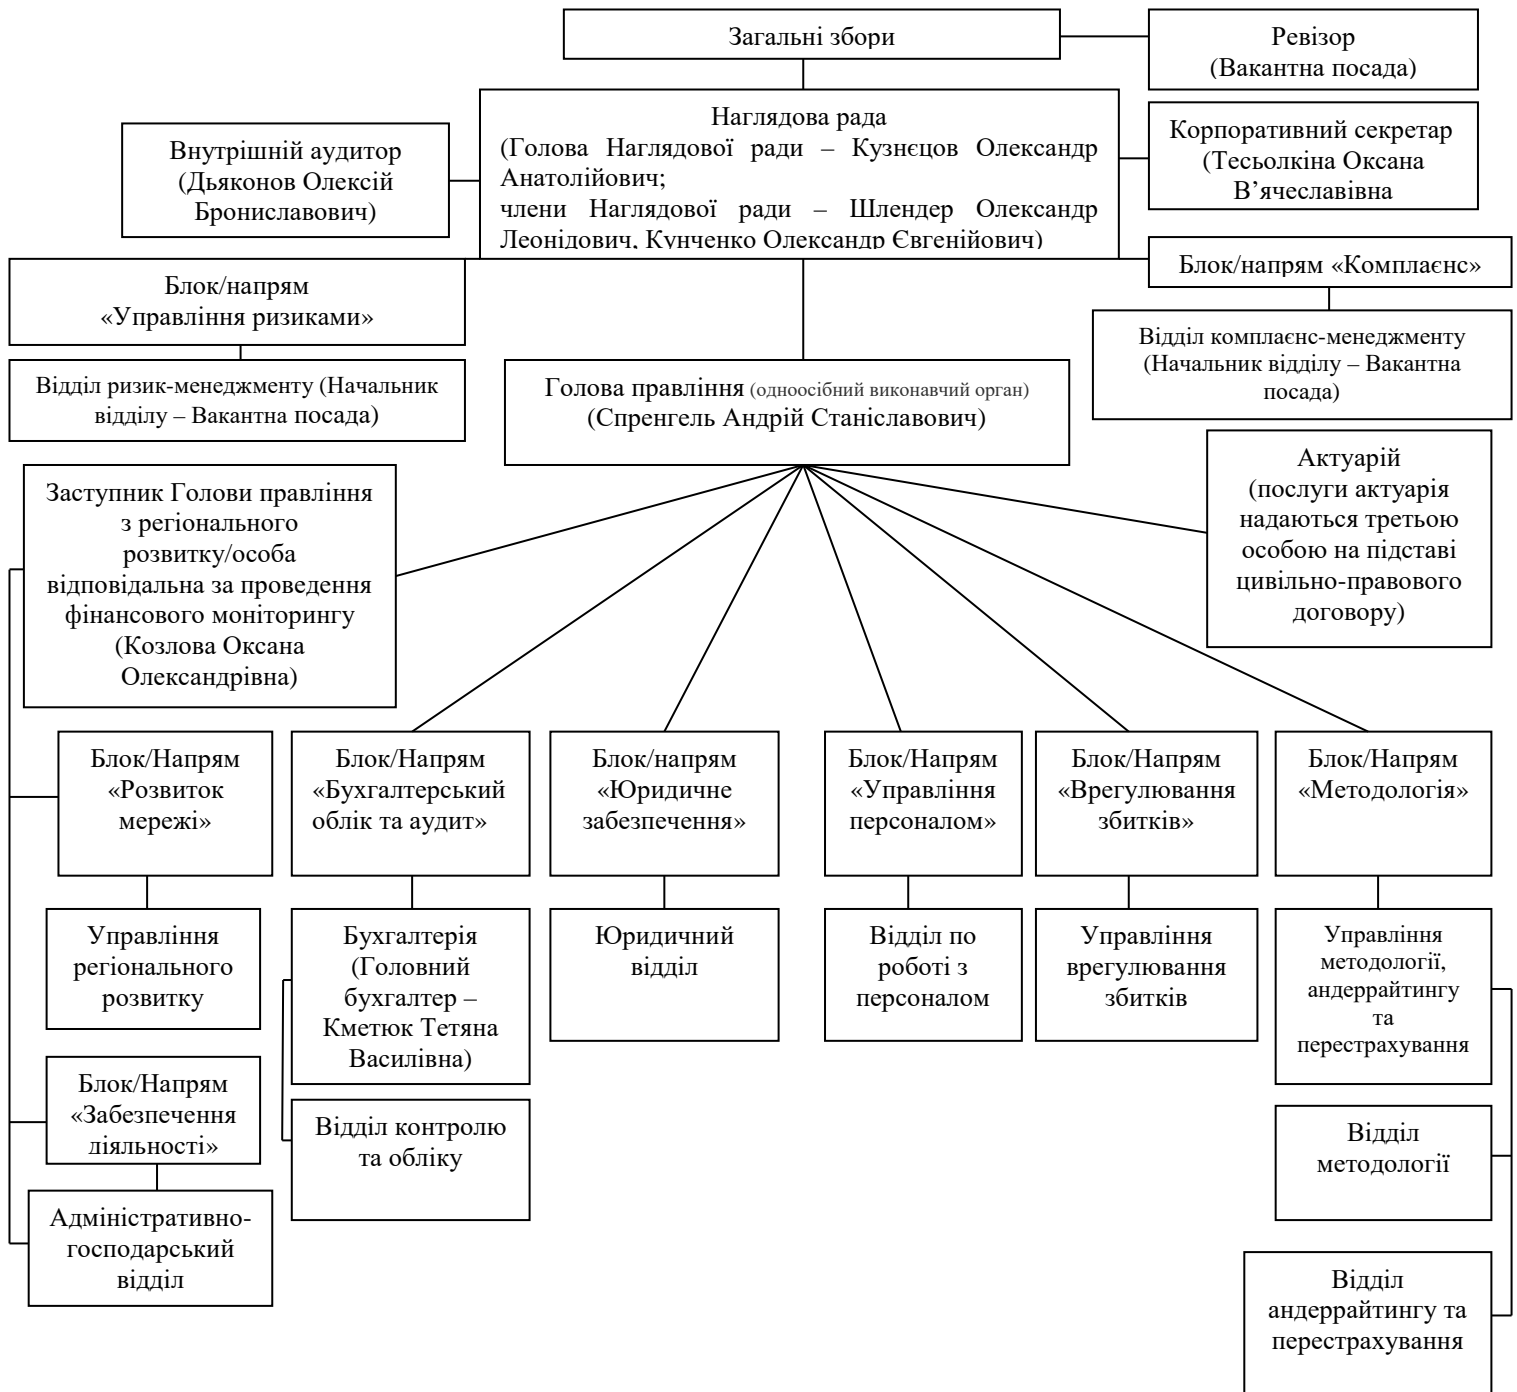 Загальні збори
Ревізор
(Вакантна посада)
Наглядова рада
(Голова Наглядової ради – Кузнєцов Олександр
Анатолійович;
члени Наглядової ради – Шлендер Олександр
Леонідович, Кунченко Олександр Євгенійович)
Внутрішній аудитор
(Дьяконов Олексій
Брониславович)
Корпоративний секретар
(Тесьолкіна Оксана
В’ячеславівна
Блок/напрям
«Управління ризиками»
Блок/напрям «Комплаєнс»
Відділ ризик-менеджменту (Начальник
відділу – Вакантна посада)
Голова правління (одноосібний виконавчий орган)
(Спренгель Андрій Станіславович)
Відділ комплаєнс-менеджменту
(Начальник відділу – Вакантна
посада)
Заступник Голови правління
з регіонального
розвитку/особа
відповідальна за проведення
фінансового моніторингу
(Козлова Оксана
Олександрівна)
Актуарій
(послуги актуарія
надаються третьою
особою на підставі
цивільно-правового
договору)
Блок/Напрям
«Розвиток
мережі»
Блок/Напрям
«Бухгалтерський
облік та аудит»
Блок/напрям
«Юридичне
забезпечення»
Блок/Напрям
«Управління
персоналом»
Блок/Напрям
«Врегулювання
збитків»
Блок/Напрям
«Методологія»
Управління
регіонального
розвитку
Бухгалтерія
(Головний
бухгалтер –
Кметюк Тетяна
Василівна)
Юридичний
відділ
Відділ по
роботі з
персоналом
Управління
врегулювання
збитків
Управління
методології,
андеррайтингу
та
перестрахування
Блок/Напрям
«Забезпечення
діяльності»
Відділ контролю
та обліку
Відділ
методології
Адміністративно-
господарський
відділ
Відділ
андеррайтингу та
перестрахування